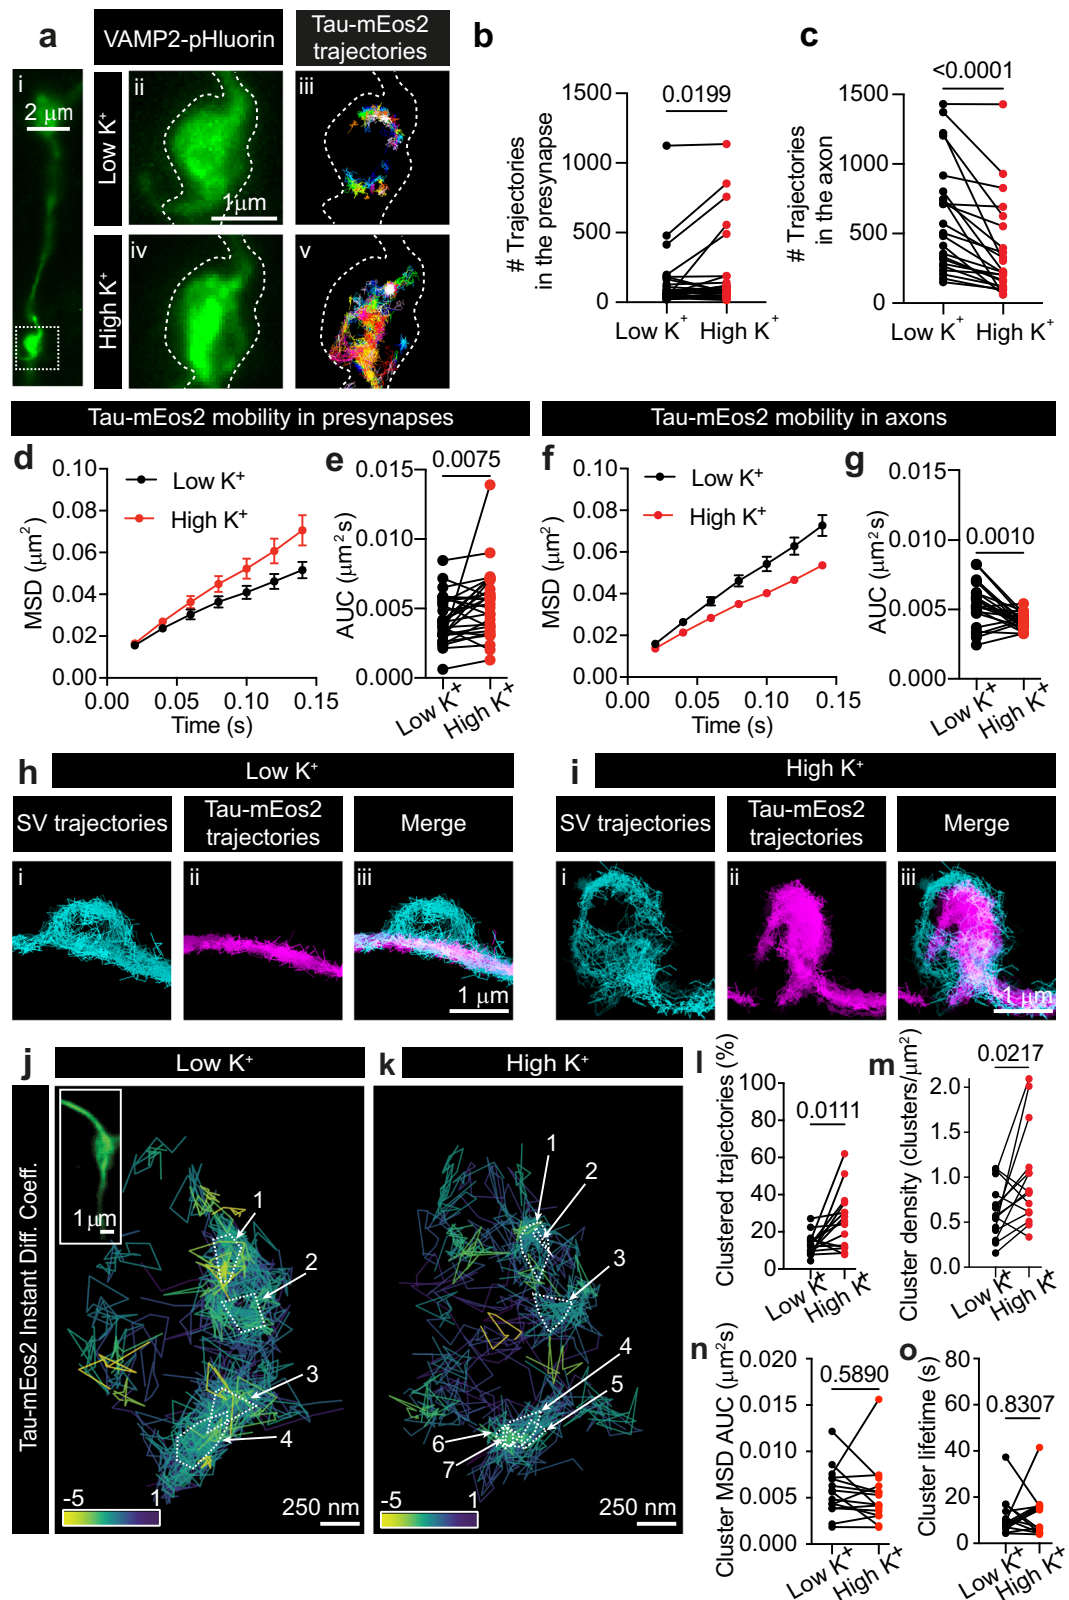 a
VAMP2-pHluorin
Tau-mEos2
trajectories
i
2 μm
Low K⁺
ii
1μm
iii
High K⁺
iv
v
b
# Trajectories
in the presynapse
1500
1000
500
0
0.0199
Low K⁺
High K⁺
c
# Trajectories
in the axon
1500
1000
500
0
<0.0001
Low K⁺
High K⁺
Tau-mEos2 mobility in presynapses
d
MSD (μm²)
0.10
0.08
0.06
0.04
0.02
0.00
Low K⁺
High K⁺
0.00
0.05
0.10
0.15
Time (s)
e
AUC (μm²s)
0.015
0.010
0.005
0.000
0.0075
Low K⁺
High K⁺
Tau-mEos2 mobility in axons
f
MSD (μm²)
0.10
0.08
0.06
0.04
0.02
0.00
Low K⁺
High K⁺
0.00
0.05
0.10
0.15
Time (s)
g
AUC (μm²s)
0.015
0.010
0.005
0.000
0.0010
Low K⁺
High K⁺
h
Low K⁺
SV trajectories
Tau-mEos2
trajectories
Merge
i
ii
iii
1 μm
i
High K⁺
SV trajectories
Tau-mEos2
trajectories
Merge
i
ii
iii
1 μm
Tau-mEos2 Instant Diff. Coeff.
j
Low K⁺
1 μm
1
2
3
4
-5
1
250 nm
k
High K⁺
1
2
3
4
5
6
7
-5
1
250 nm
l
Clustered trajectories (%)
100
80
60
40
20
0
0.0111
Low K⁺
High K⁺
m
Cluster density (clusters/μm²)
2.0
1.5
1.0
0.5
0.0
0.0217
Low K⁺
High K⁺
n
Cluster MSD AUC (μm²s)
0.020
0.015
0.010
0.005
0.000
0.5890
Low K⁺
High K⁺
o
Cluster lifetime (s)
80
60
40
20
0
0.8307
Low K⁺
High K⁺